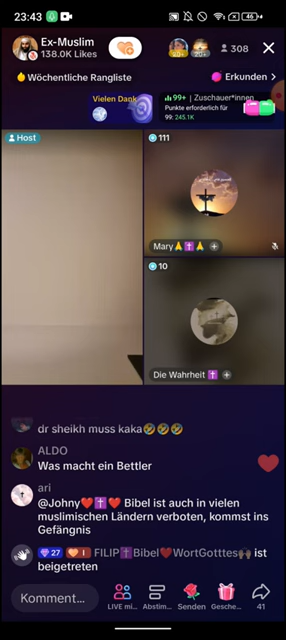 23:43
46
Ex-Muslim
138.0K Likes
20+
20+
308
Wöchentliche Rangliste
Erkunden >
Vielen Dank
99+ | Zuschauer*innen
Punkte erforderlich für
99: 245.1K
Host
111
Mary🙏✝️🙏 +
10
Die Wahrheit ✝️ +
dr sheikh muss kaka🤣🤣🤣
ALDO
Was macht ein Bettler
ari
@Johny❤️✝️❤️ Bibel ist auch in vielen
muslimischen Ländern verboten, kommst ins
Gefängnis
27 I FILIP✝️Bibel❤️WortGotttes🙌🏽 ist
beigetreten
Komment...
LIVE mi...
Abstim...
Senden
Gesche...
41